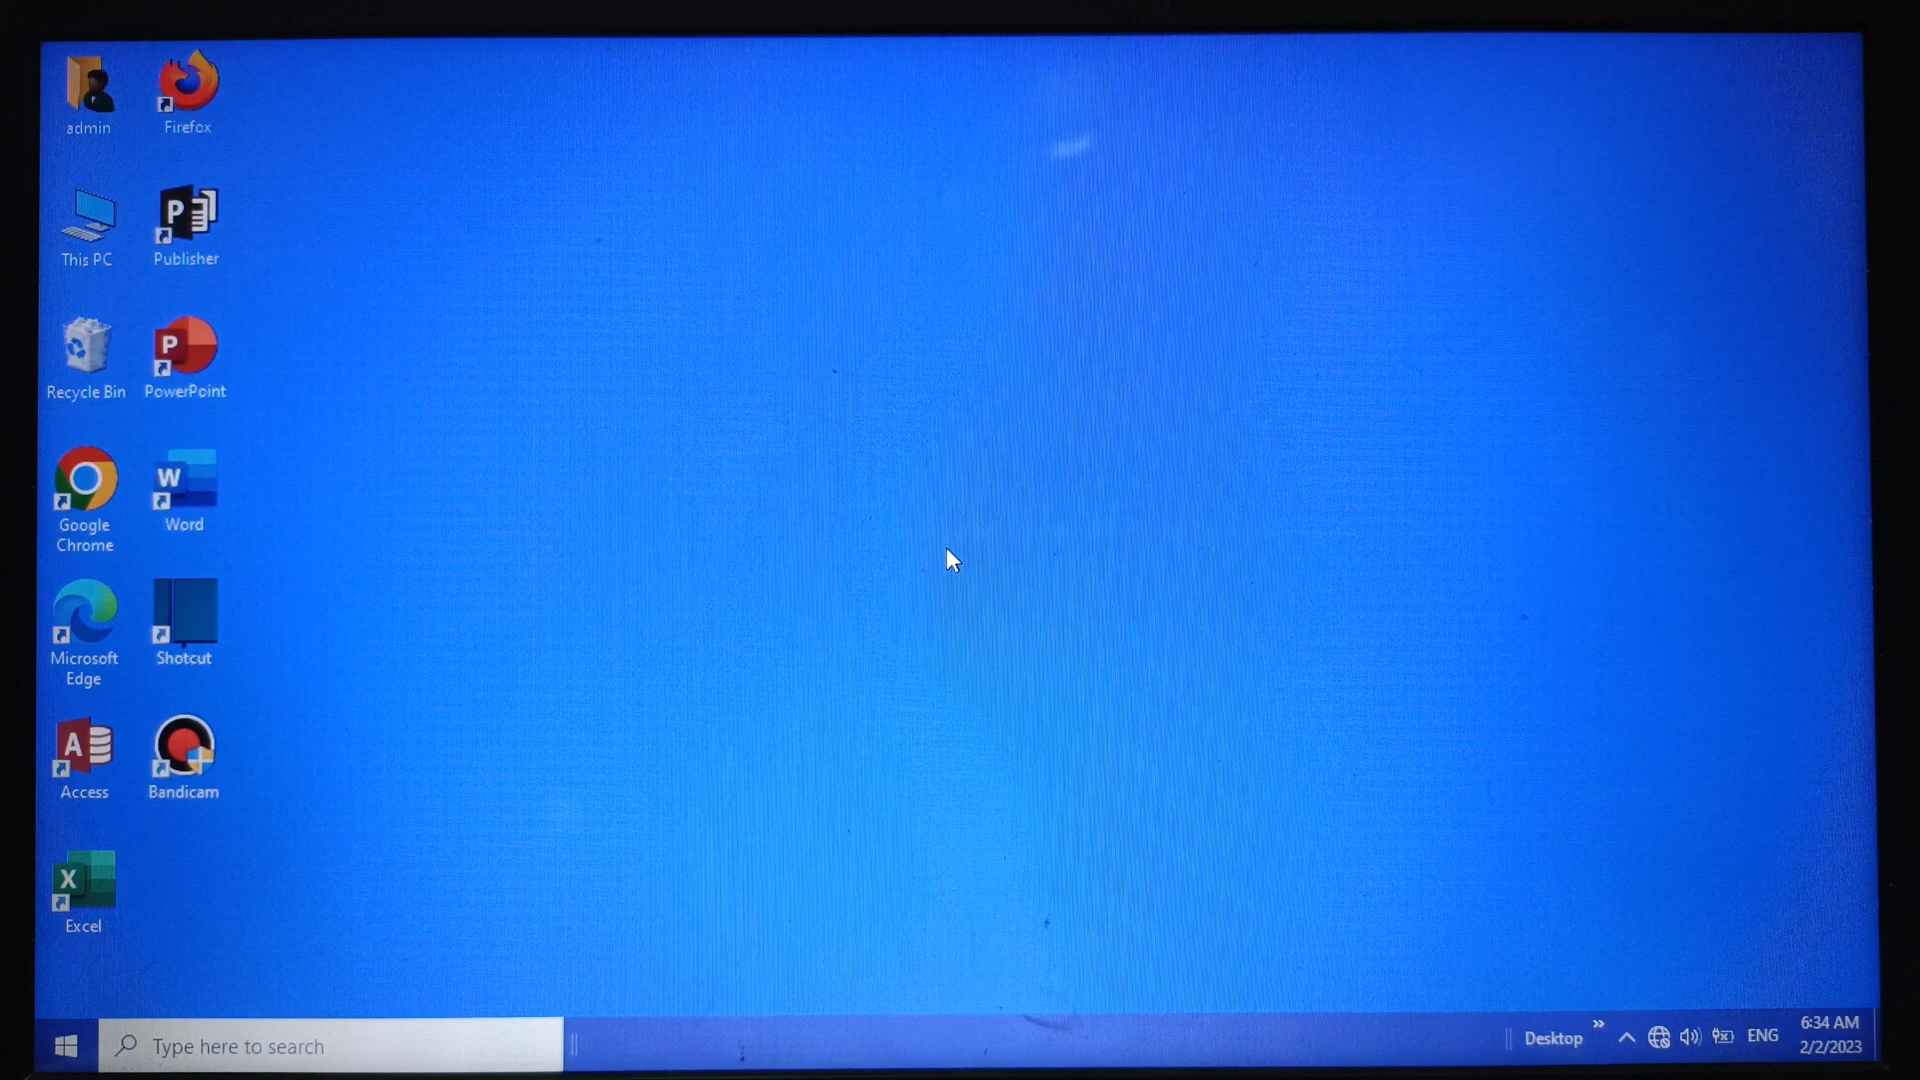 admin
Firefox
This PC
Publisher
Recycle Bin
PowerPoint
Google
Chrome
Word
Microsoft
Edge
Shotcut
Access
Bandicam
Excel
Type here to search
Desktop
ENG
6:34 AM
2/2/2023